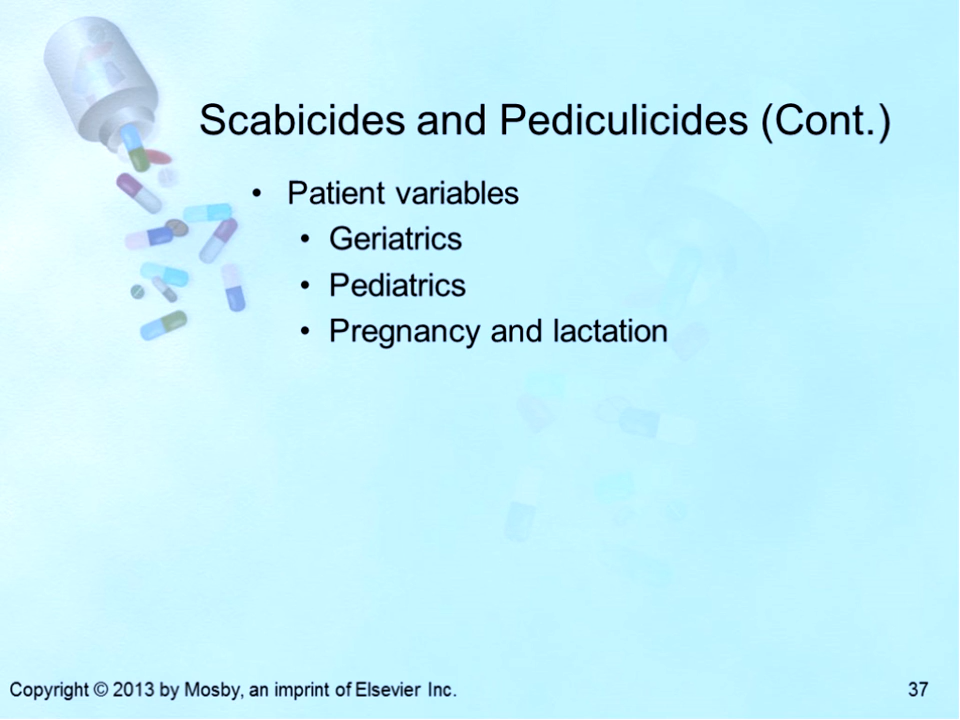 Scabicides and Pediculicides (Cont.)
• Patient variables
• Geriatrics
• Pediatrics
• Pregnancy and lactation
Copyright © 2013 by Mosby, an imprint of Elsevier Inc.
37